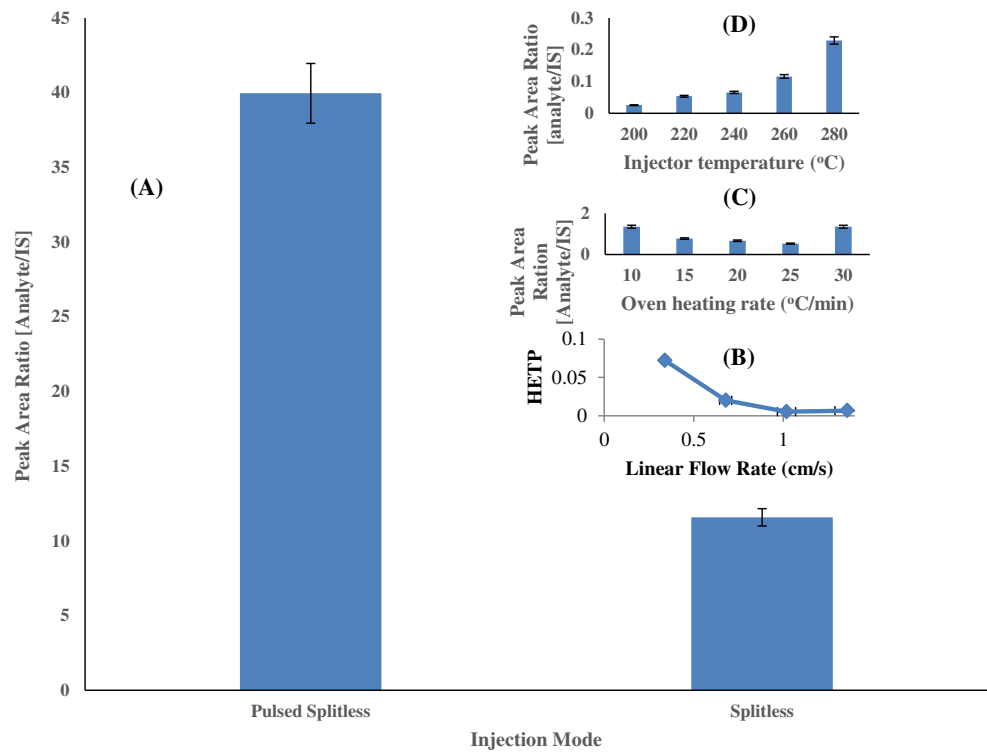 45
40
35
30
25
20
15
10
5
0
Peak Area Ratio [Analyte/IS]
(A)
Pulsed Splitless
Splitless
Injection Mode
(D)
0.3
0.2
0.1
0
Peak Area Ratio
[analyte/IS]
200 220 240 260 280
Injector temperature (ºC)
(C)
2
0
Peak Area
Ration
[Analyte/IS]
10 15 20 25 30
Oven heating rate (ºC/min)
(B)
0.1
0.05
0
HETP
0 0.5 1
Linear Flow Rate (cm/s)